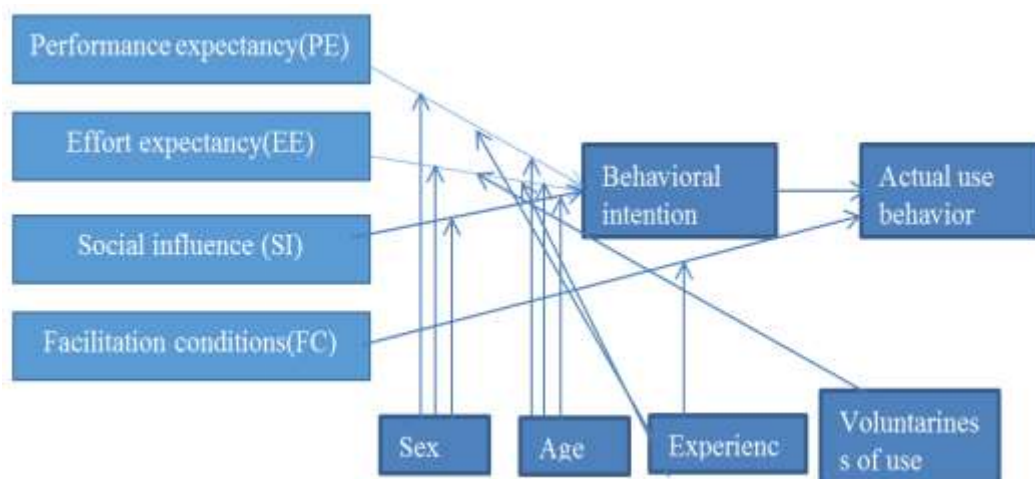 Performance expectancy(PE)
Effort expectancy(EE)
Behavioral
intention
Actual use
behavior
Social influence (SI)
Facilitation conditions(FC)
Sex
Age
Experienc
Voluntarines
s of use